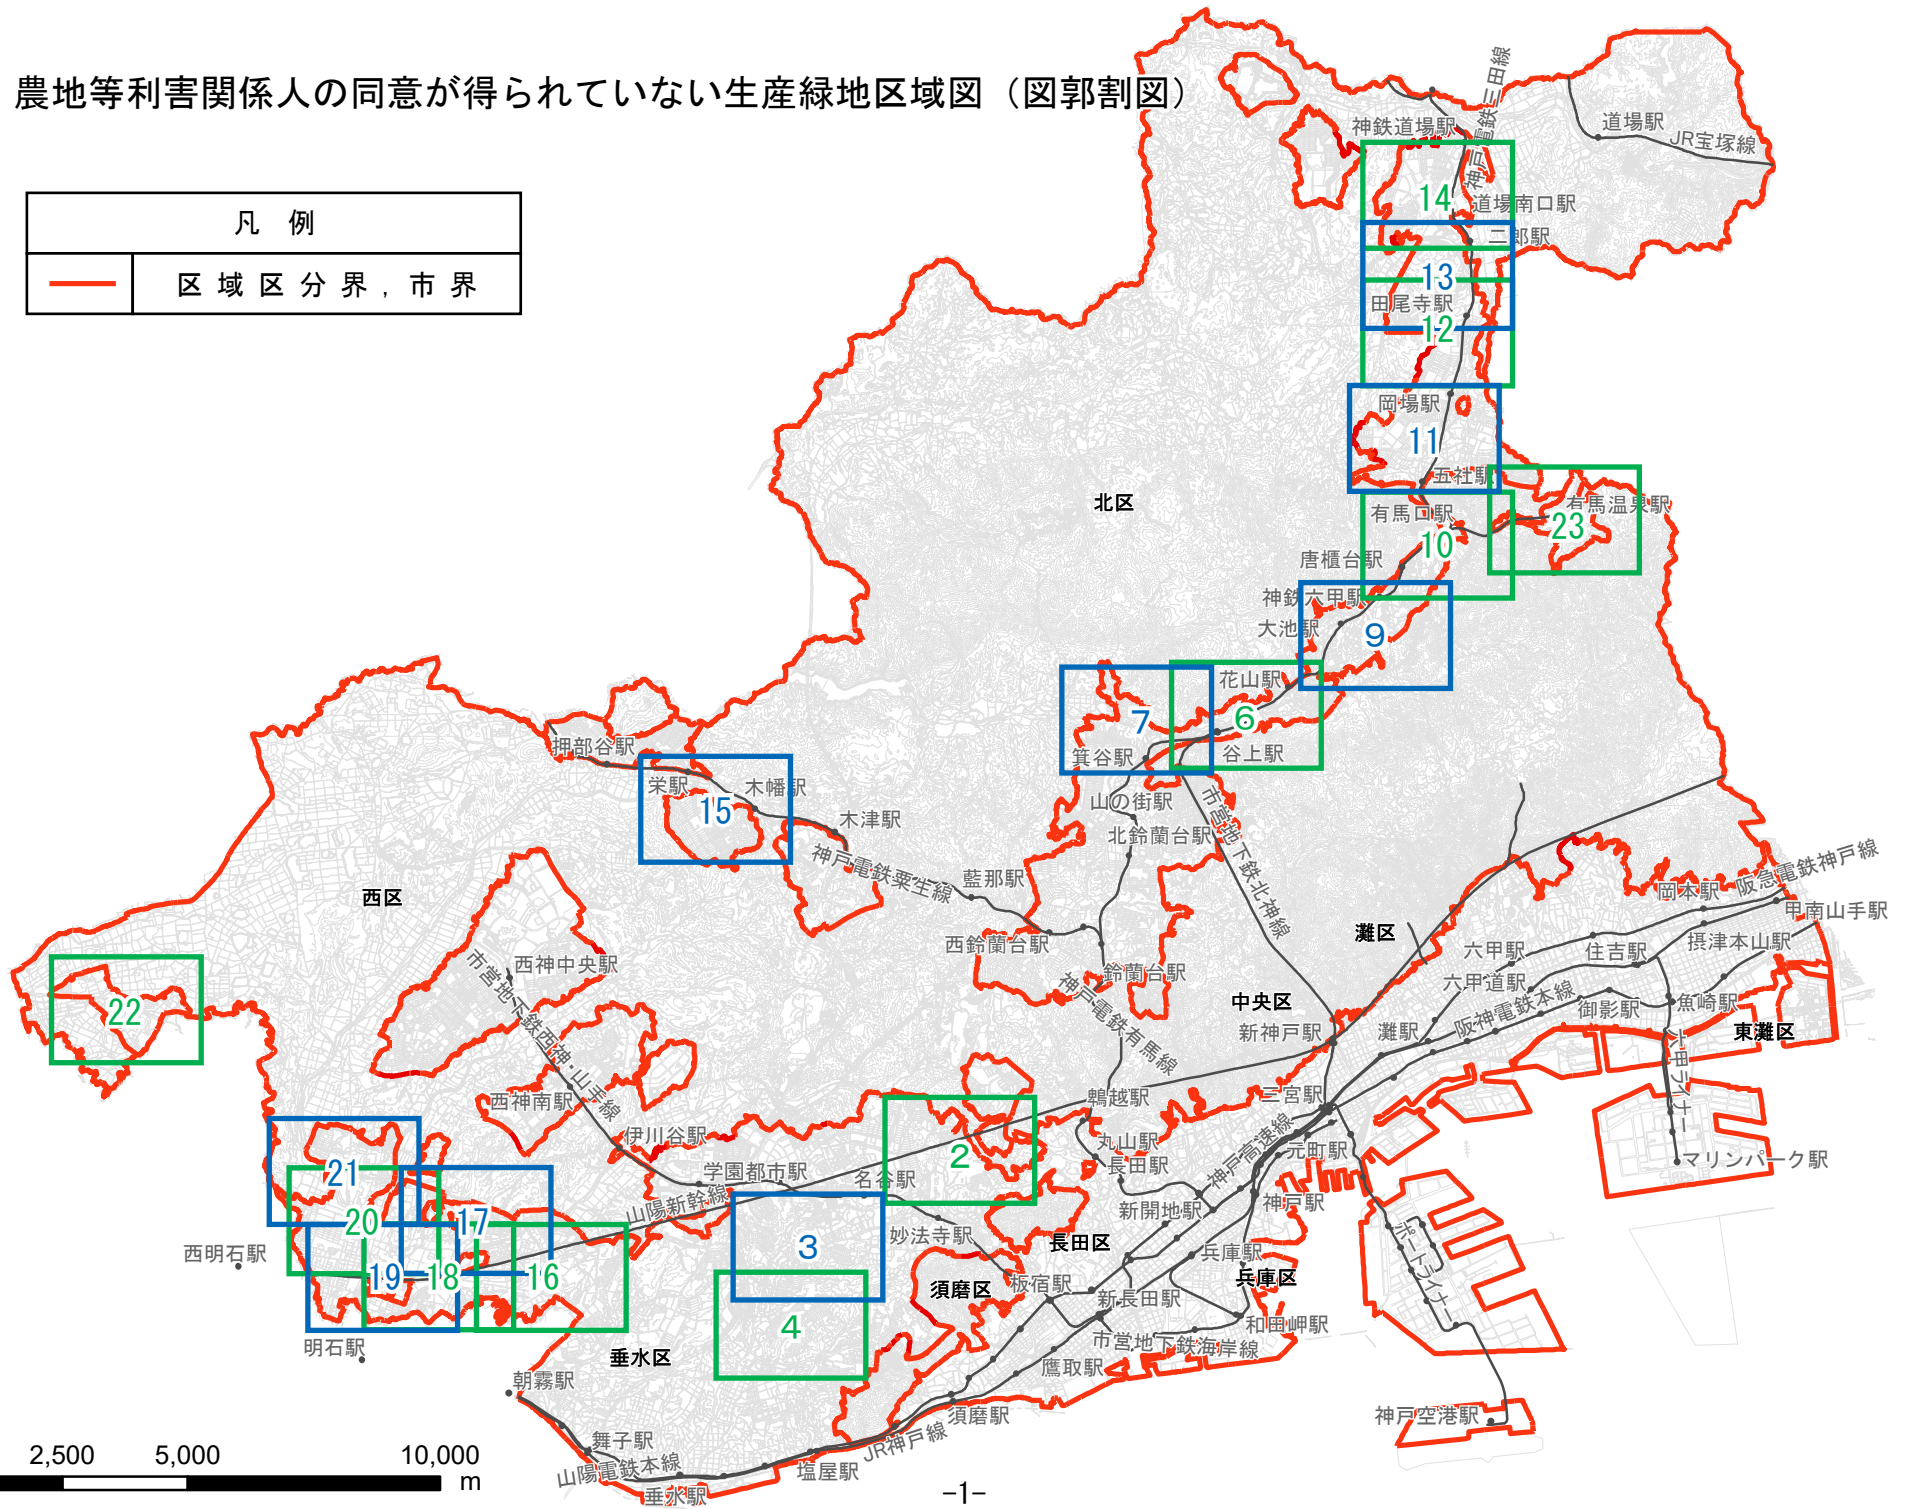 農地等利害関係人の同意が得られていない生産緑地区域図（図郭割図）
凡 例
区域区分界，市界
神戸電鉄三田線
神鉄道場駅
道場駅
JR宝塚線
14
道場南口駅
二郎駅
13
田尾寺駅
12
岡場駅
11
五社駅
北区
有馬口駅
有馬温泉駅
23
10
唐櫃台駅
神鉄六甲駅
大池駅
9
花山駅
7
6
箕谷駅
谷上駅
押部谷駅
栄駅
木幡駅
15
木津駅
山の街駅
市営地下鉄北神線
北鈴蘭台駅
神戸電鉄粟生線
藍那駅
西区
岡本駅
阪急電鉄神戸線
甲南山手駅
西鈴蘭台駅
灘区
六甲駅
住吉駅
摂津本山駅
西神中央駅
市営地下鉄西神・山手線
鈴蘭台駅
神戸電鉄有馬線
六甲道駅
中央区
新神戸駅
灘駅
阪神電鉄本線
御影駅
魚崎駅
東灘区
22
六甲ライナー
西神南駅
鵯越駅
三宮駅
伊川谷駅
丸山駅
神戸高速線
元町駅
2
長田駅
マリンパーク駅
学園都市駅
名谷駅
21
山陽新幹線
神戸駅
新開地駅
20
17
妙法寺駅
長田区
ポートライナー
西明石駅
3
兵庫駅
19
18
16
須磨区
板宿駅
兵庫区
新長田駅
4
和田岬駅
市営地下鉄海岸線
明石駅
垂水区
鷹取駅
朝霧駅
須磨駅
神戸空港駅
舞子駅
JR神戸線
山陽電鉄本線
塩屋駅
垂水駅
2,500
5,000
10,000
m
-1-